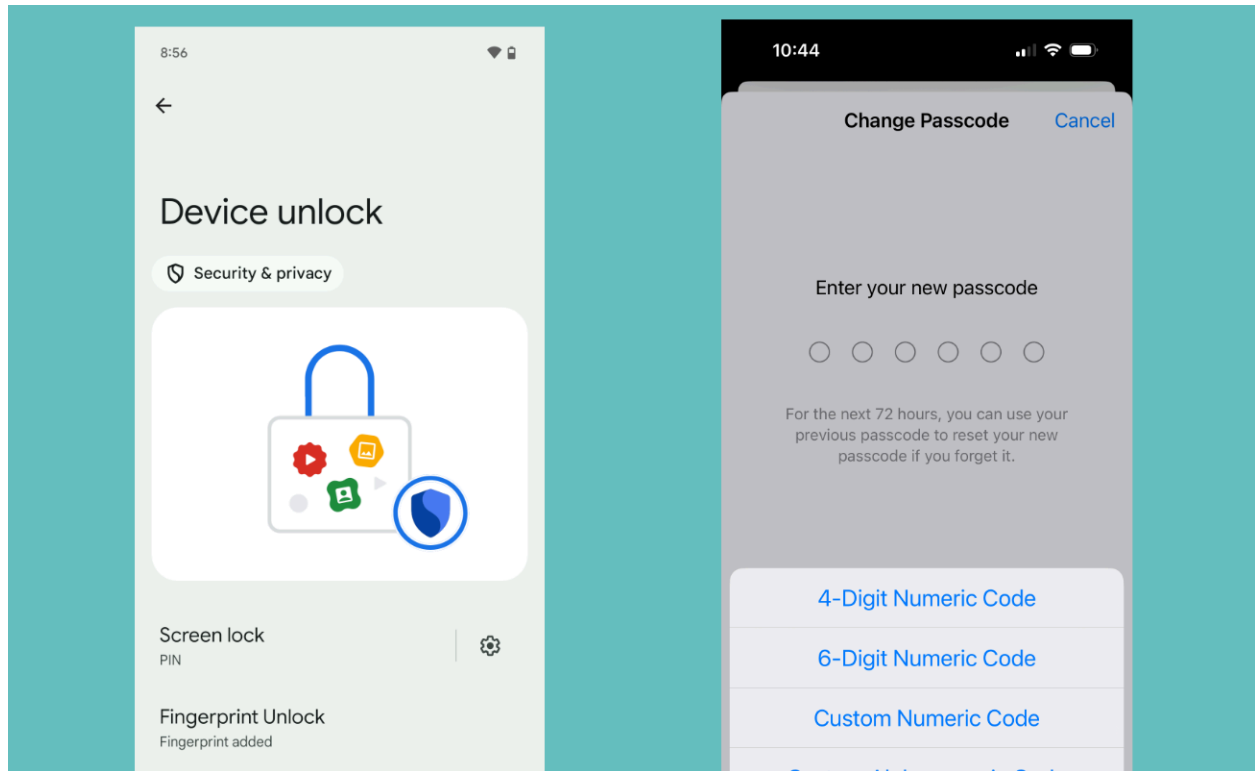 8:56
Device unlock
Security & privacy
Screen lock
PIN
Fingerprint Unlock
Fingerprint added
10:44
Change Passcode
Cancel
Enter your new passcode
For the next 72 hours, you can use your
previous passcode to reset your new
passcode if you forget it.
4-Digit Numeric Code
6-Digit Numeric Code
Custom Numeric Code